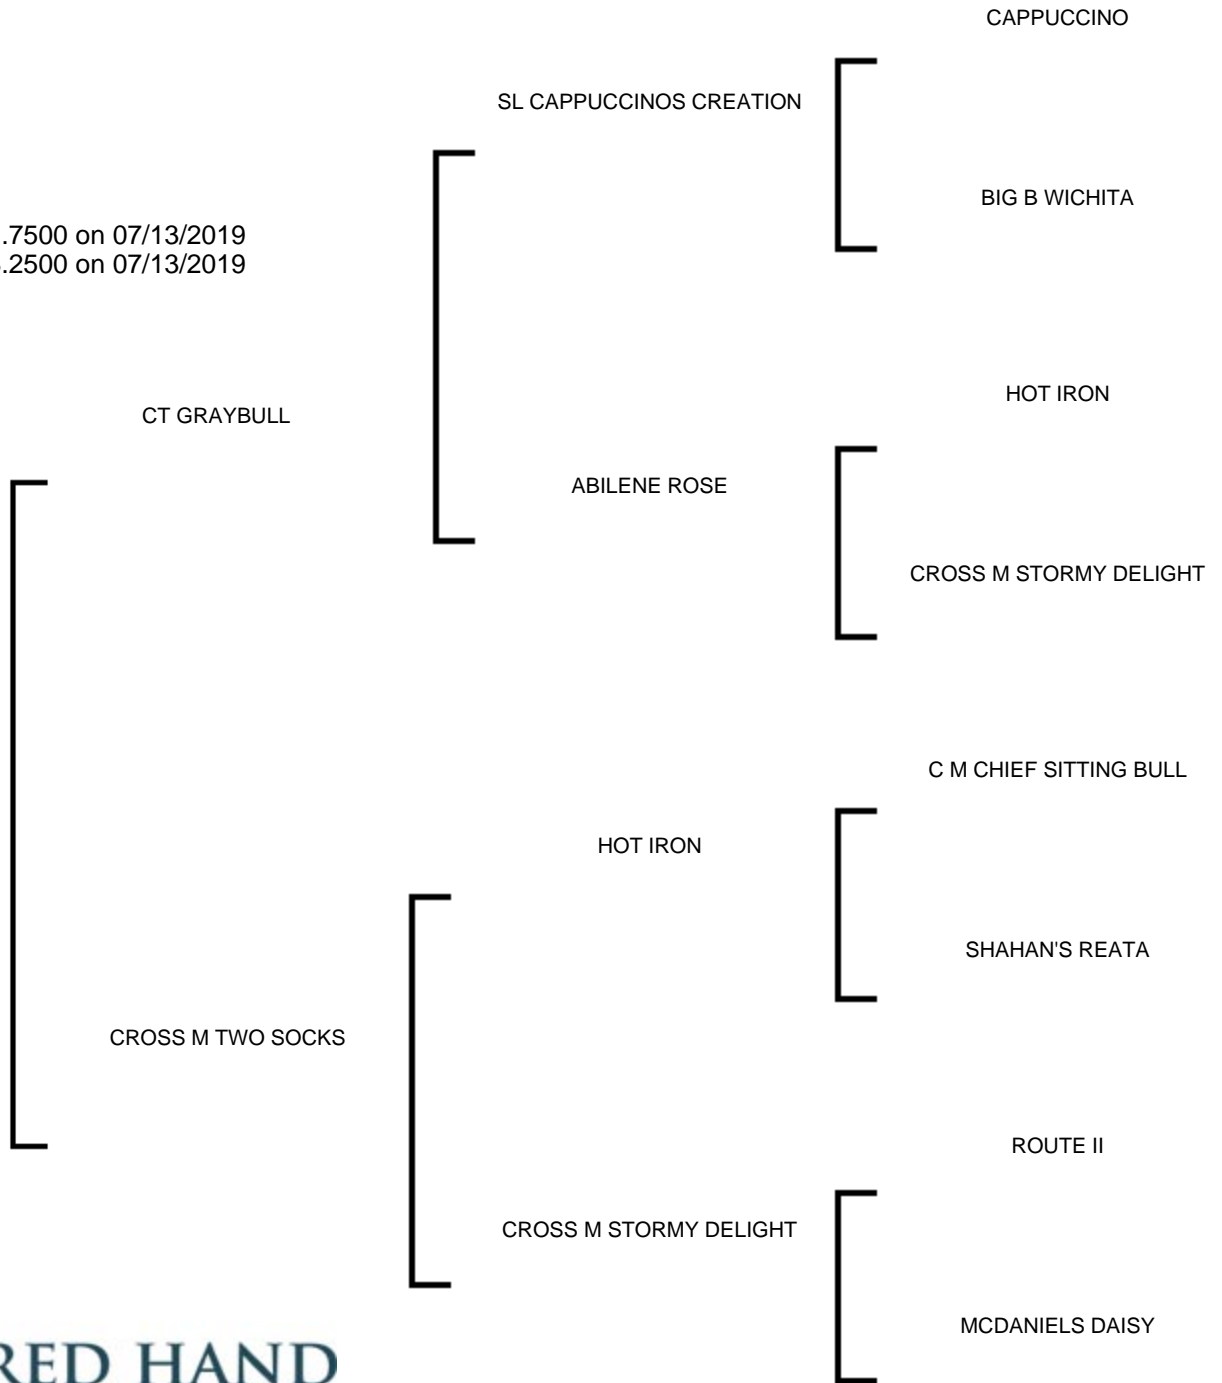 CAPPUCCINO
SL CAPPUCCINOS CREATION
BIG B WICHITA
.7500 on 07/13/2019
.2500 on 07/13/2019
HOT IRON
CT GRAYBULL
ABILENE ROSE
CROSS M STORMY DELIGHT
C M CHIEF SITTING BULL
HOT IRON
SHAHAN'S REATA
CROSS M TWO SOCKS
ROUTE II
CROSS M STORMY DELIGHT
MCDANIELS DAISY
RED HAND